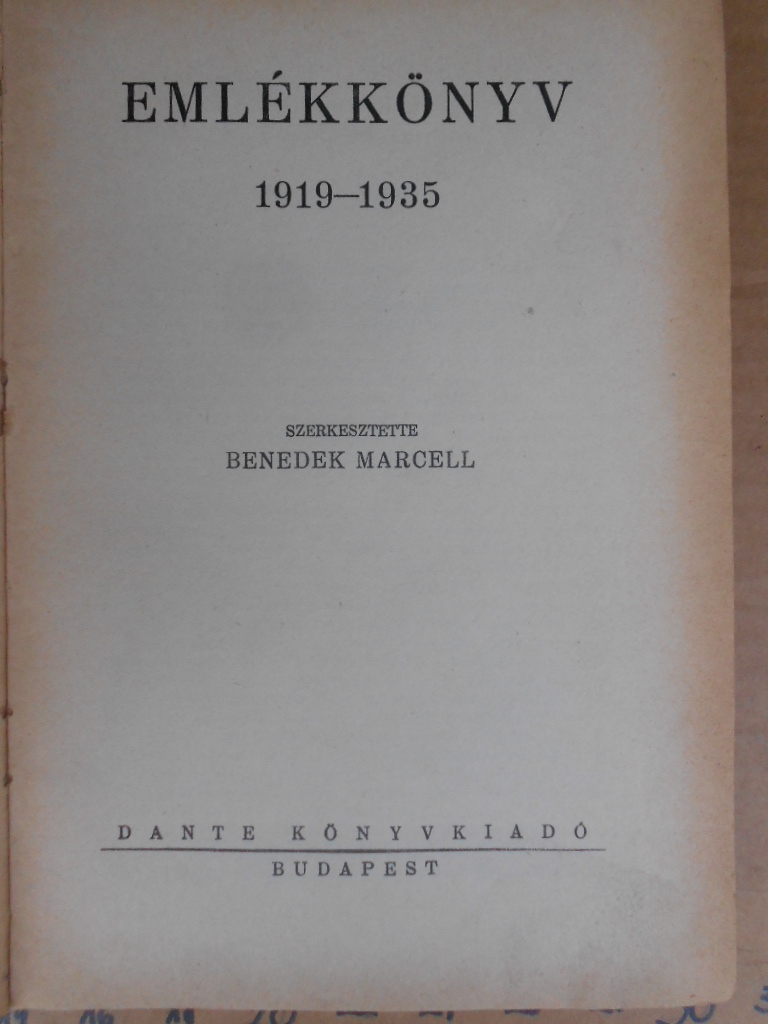 EMLÉKKÖNYV
1919—1935
SZERKESZTETTE
BENEDEK MARCELL
DANTE KÖNYVKIADÓ
BUDAPEST